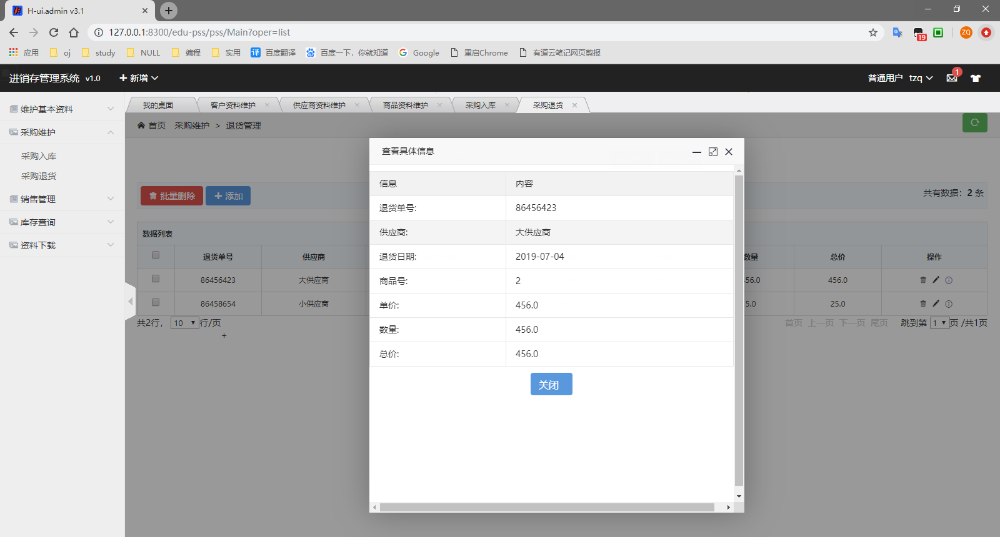 H-ui.admin v3.1
127.0.0.1:8300/edu-pss/pss/Main?oper=list
19
ZQ
应用 oj study NULL 编程 实用 译 百度翻译 百度一下，你就知道 Google 重启Chrome 有道云笔记网页剪报
进销存管理系统 v1.0 + 新增 普通用户 tzq 1
我的桌面 客户资料维护 供应商资料维护 商品资料维护 采购入库 采购退货
维护基本资料
采购维护
采购入库
采购退货
销售管理
库存查询
资料下载
首页 采购维护 > 退货管理
批量删除 + 添加 共有数据：2 条
数据列表
退货单号 供应商 数量 总价 操作
86456423 大供应商 56.0 456.0
86458654 小供应商 5.0 25.0
共2行， 10 行/页 首页 上一页 下一页 尾页 跳到第 1 页 /共1页
+
查看具体信息
信息 内容
退货单号: 86456423
供应商: 大供应商
退货日期: 2019-07-04
商品号: 2
单价: 456.0
数量: 456.0
总价: 456.0
关闭